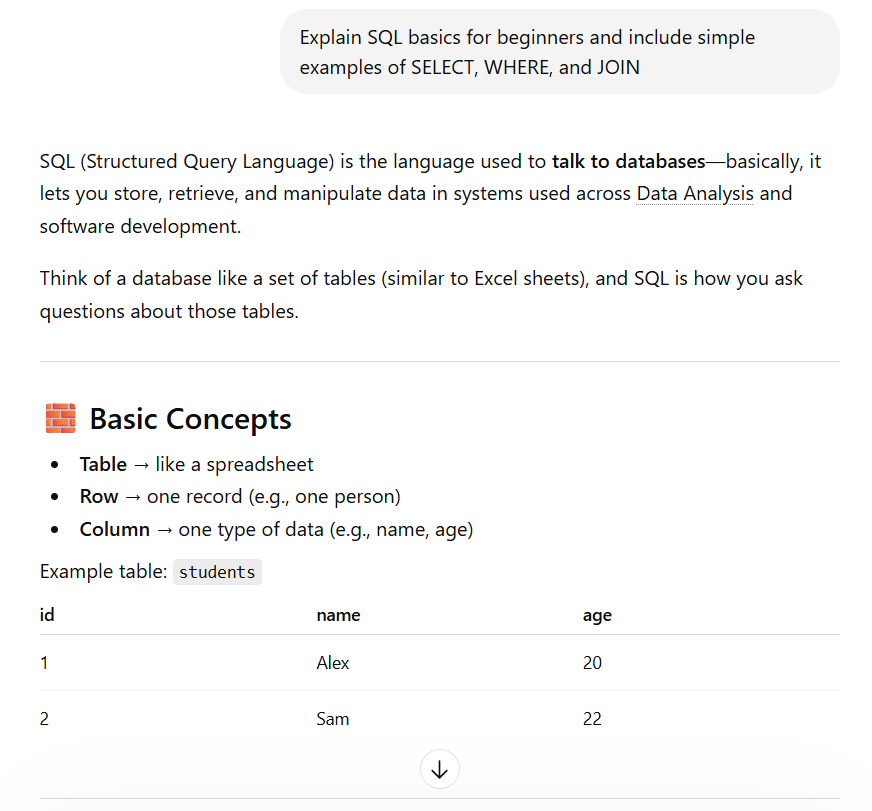 Explain SQL basics for beginners and include simple
examples of SELECT, WHERE, and JOIN
SQL (Structured Query Language) is the language used to talk to databases—basically, it
lets you store, retrieve, and manipulate data in systems used across Data Analysis and
software development.
Think of a database like a set of tables (similar to Excel sheets), and SQL is how you ask
questions about those tables.
🧱 Basic Concepts
• Table → like a spreadsheet
• Row → one record (e.g., one person)
• Column → one type of data (e.g., name, age)
Example table: students
id name age
1 Alex 20
2 Sam 22